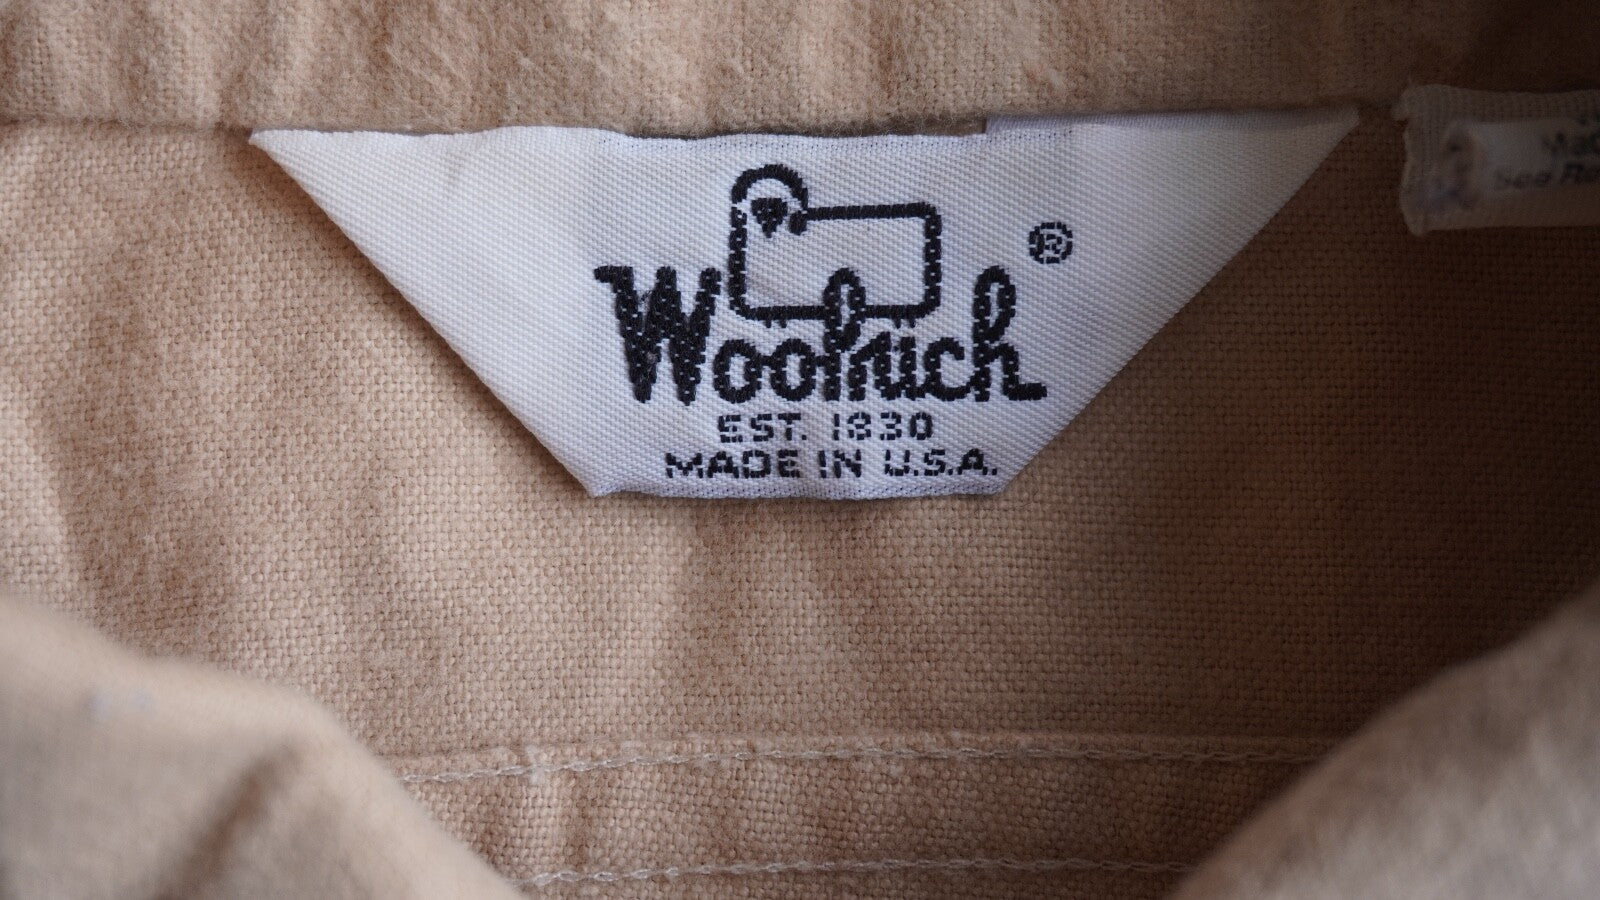 Woolrich ®
EST. 1830
MADE IN U.S.A.